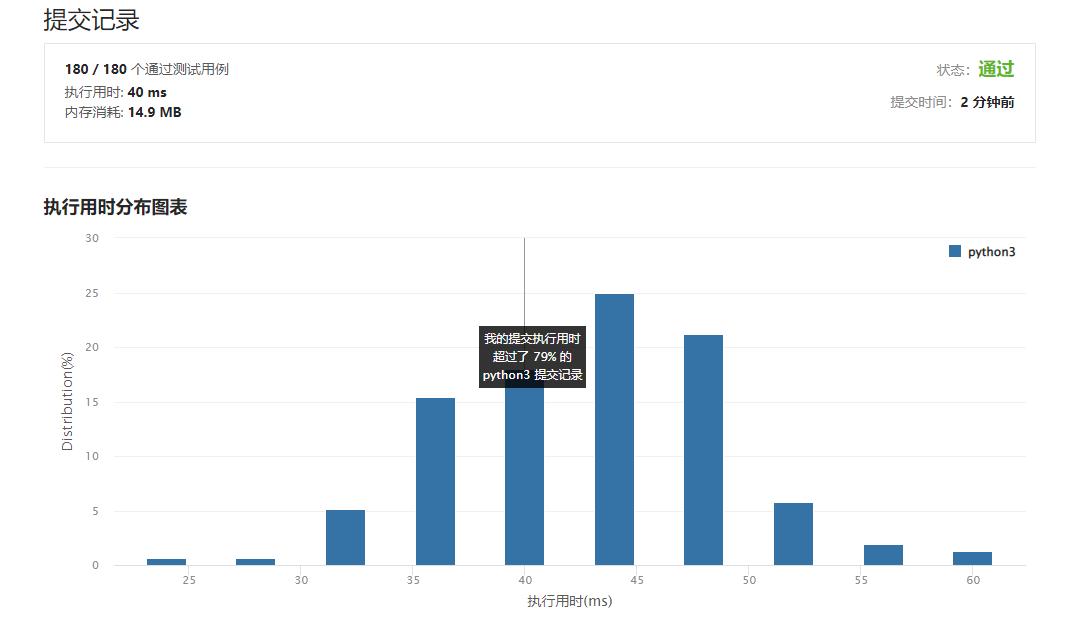 提交记录
180 / 180 个通过测试用例
状态：通过
执行用时: 40 ms
提交时间：2 分钟前
内存消耗: 14.9 MB
执行用时分布图表
30
python3
25
我的提交执行用时
超过了 79% 的
python3 提交记录
20
15
10
5
0
Distribution(%)
25 30 35 40 45 50 55 60
执行用时(ms)